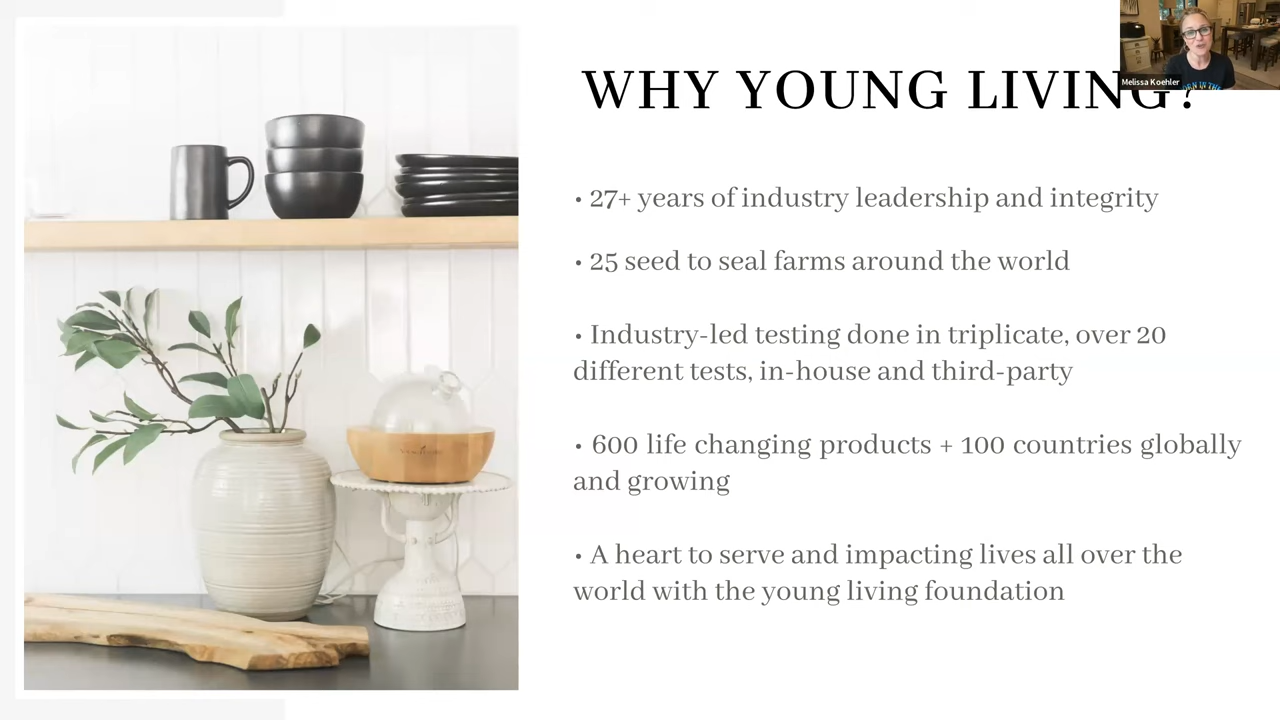 WHY YOUNG LIVING?
Melissa Koehler
• 27+ years of industry leadership and integrity
• 25 seed to seal farms around the world
• Industry-led testing done in triplicate, over 20
different tests, in-house and third-party
• 600 life changing products + 100 countries globally
and growing
• A heart to serve and impacting lives all over the
world with the young living foundation